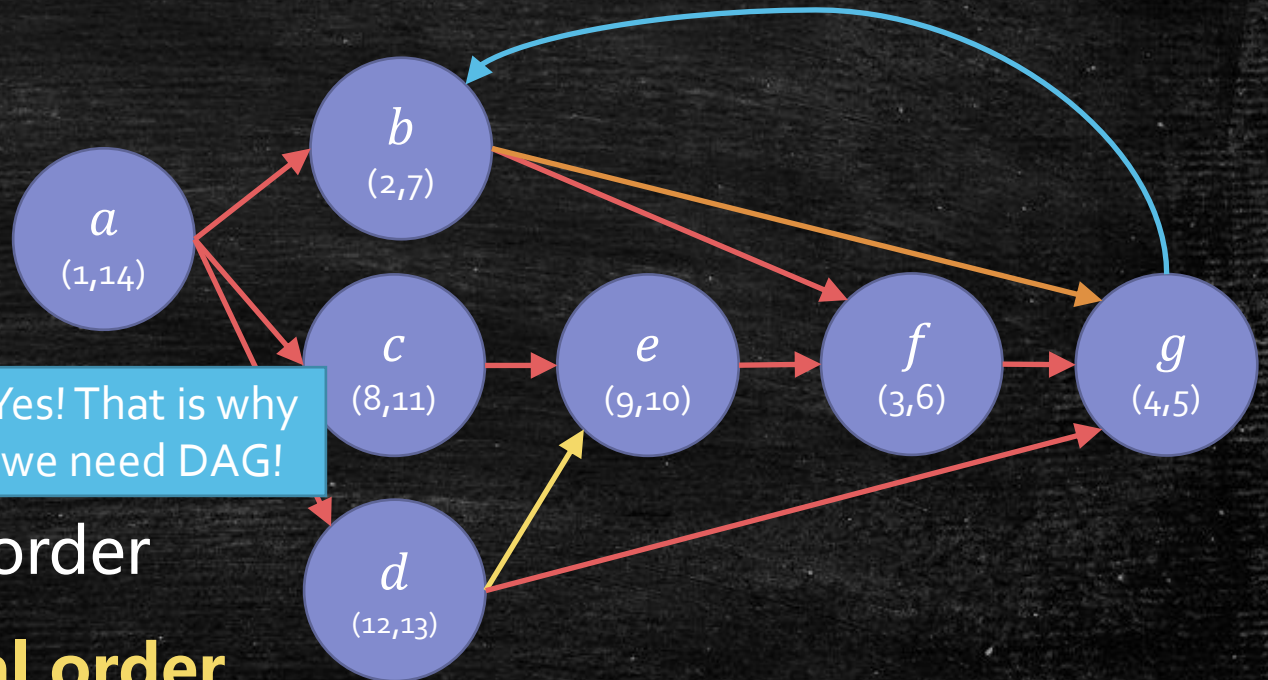 b
(2,7)
a
(1,14)
c
(8,11)
e
(9,10)
f
(3,6)
g
(4,5)
Yes! That is why
we need DAG!
order
d
(12,13)
order